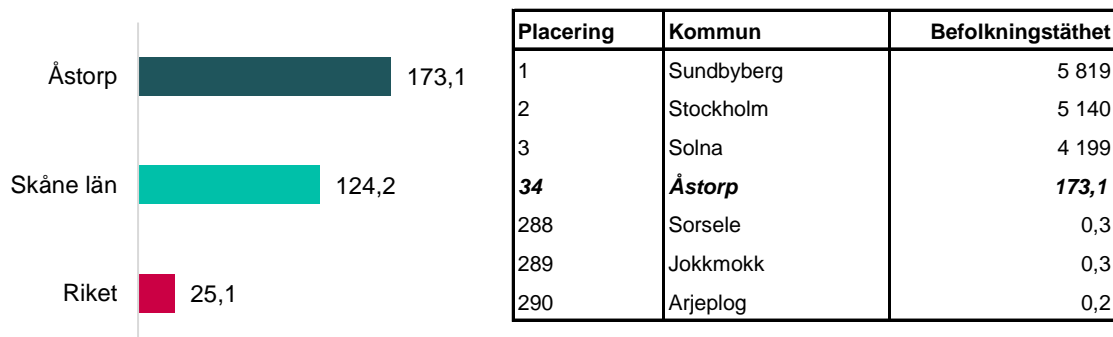 Åstorp 173,1
Skåne län 124,2
Riket 25,1
Placering Kommun Befolkningstäthet
1 Sundbyberg 5 819
2 Stockholm 5 140
3 Solna 4 199
34 Åstorp 173,1
288 Sorsele 0,3
289 Jokkmokk 0,3
290 Arjeplog 0,2